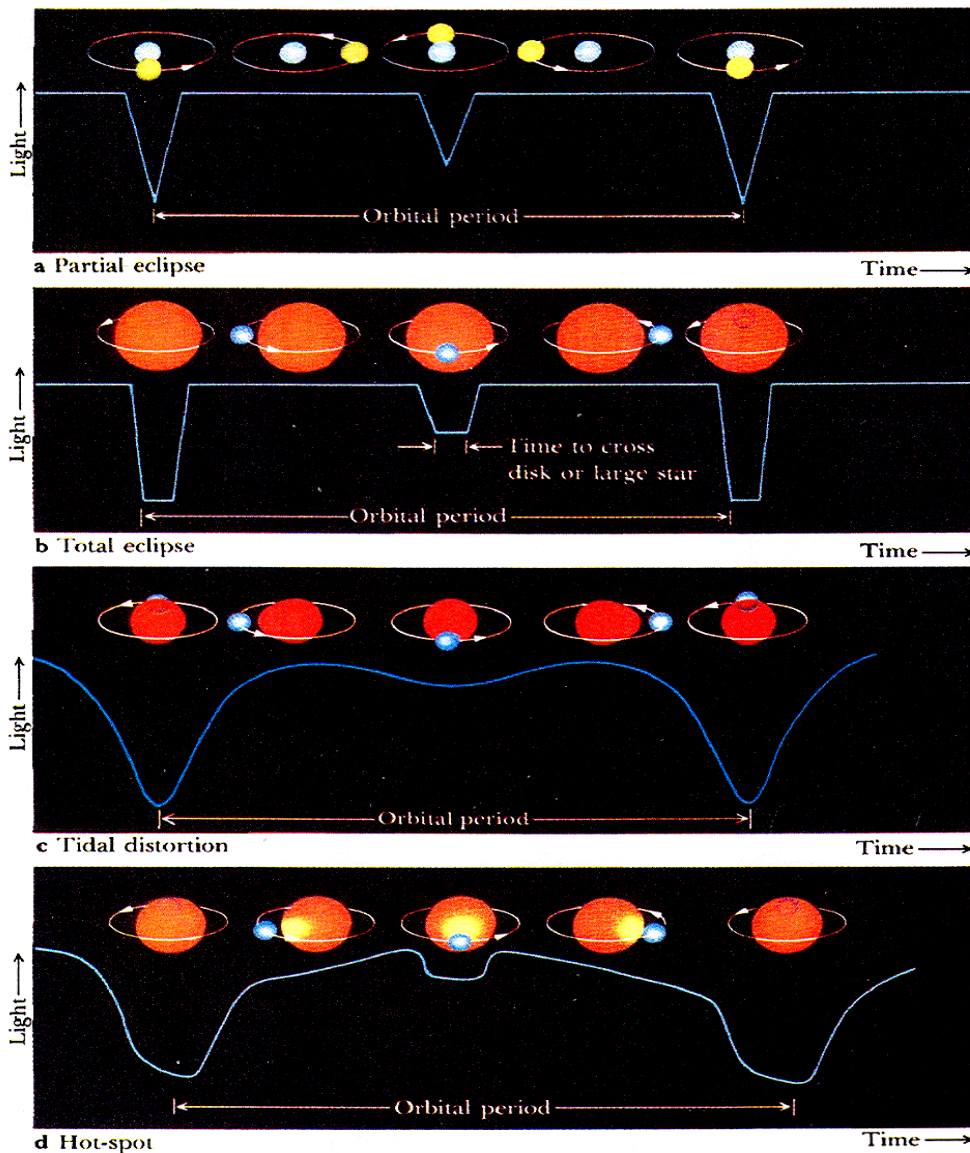 Light
Orbital period
a Partial eclipse
Time
Light
Time to cross
disk or large star
Orbital period
b Total eclipse
Time
Light
Orbital period
c Tidal distortion
Time
Light
Orbital period
d Hot-spot
Time